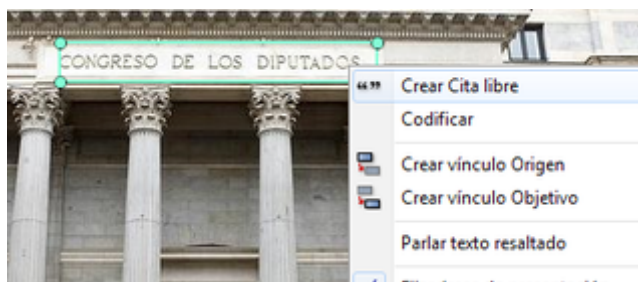 CONGRESO DE LOS DIPUTADOS
Crear Cita libre
Codificar
Crear vínculo Origen
Crear vínculo Objetivo
Parlar texto resaltado